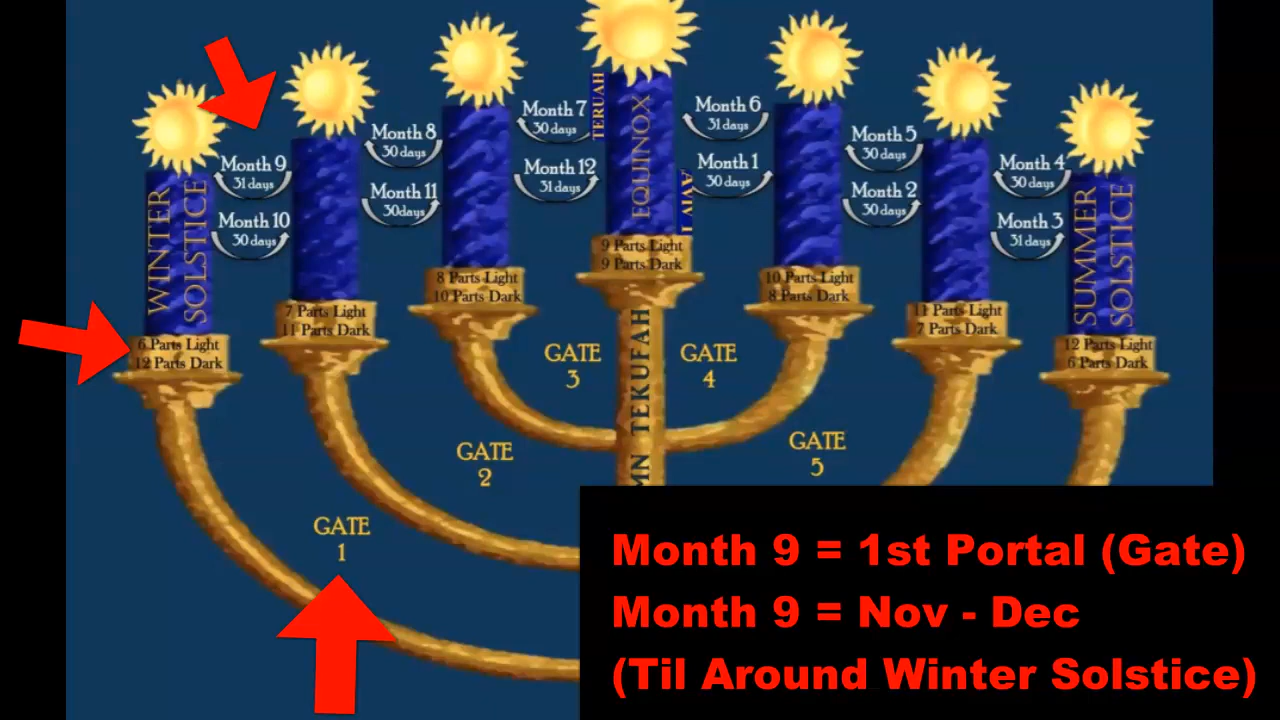 TERUAH
EQUINOX
Month 7
30 days
Month 6
31 days
Month 8
30 days
Month 5
30 days
Month 9
31 days
Month 12
31 days
Month 1
30 days
Month 4
30 days
Month 11
30days
Month 2
30 days
AVIV
Month 10
30 days
Month 3
31 days
WINTER
SOLSTICE
SUMMER
SOLSTICE
9 Parts Light
9 Parts Dark
8 Parts Light
10 Parts Dark
10 Parts Light
8 Parts Dark
7 Parts Light
11 Parts Dark
11 Parts Light
7 Parts Dark
6 Parts Light
12 Parts Dark
12 Parts Light
6 Parts Dark
GATE
3
GATE
4
MN TEKUFAH
GATE
2
GATE
5
GATE
1
Month 9 = 1st Portal (Gate)
Month 9 = Nov - Dec
(Til Around Winter Solstice)